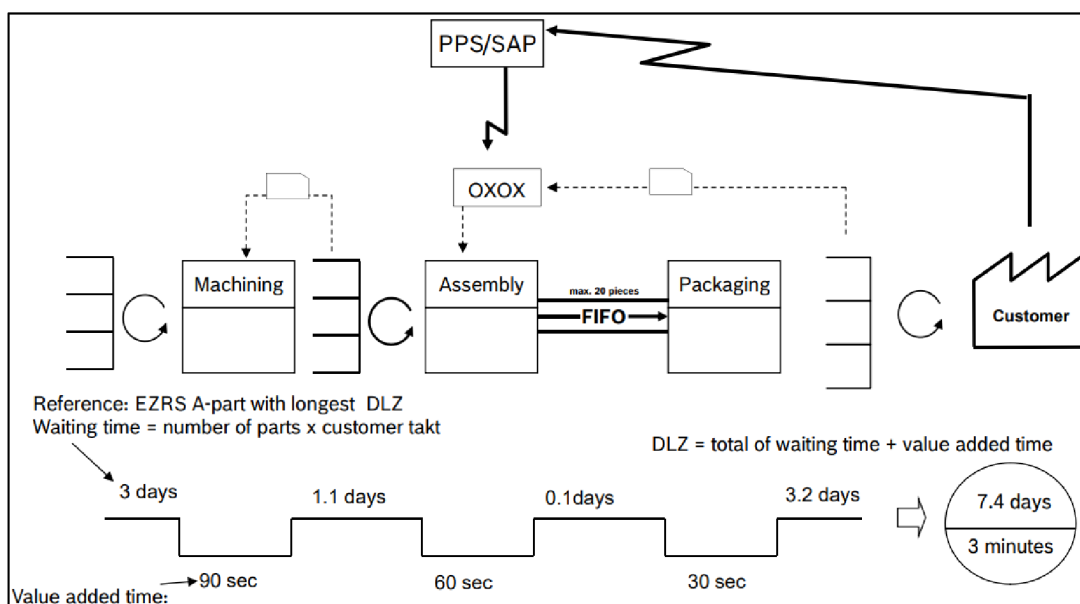 PPS/SAP
OXOX
Machining
Assembly
max. 20 pieces
FIFO
Packaging
Customer
Reference: EZRS A-part with longest DLZ
Waiting time = number of parts x customer takt
DLZ = total of waiting time + value added time
3 days
1.1 days
0.1days
3.2 days
7.4 days
3 minutes
90 sec
60 sec
30 sec
Value added time: